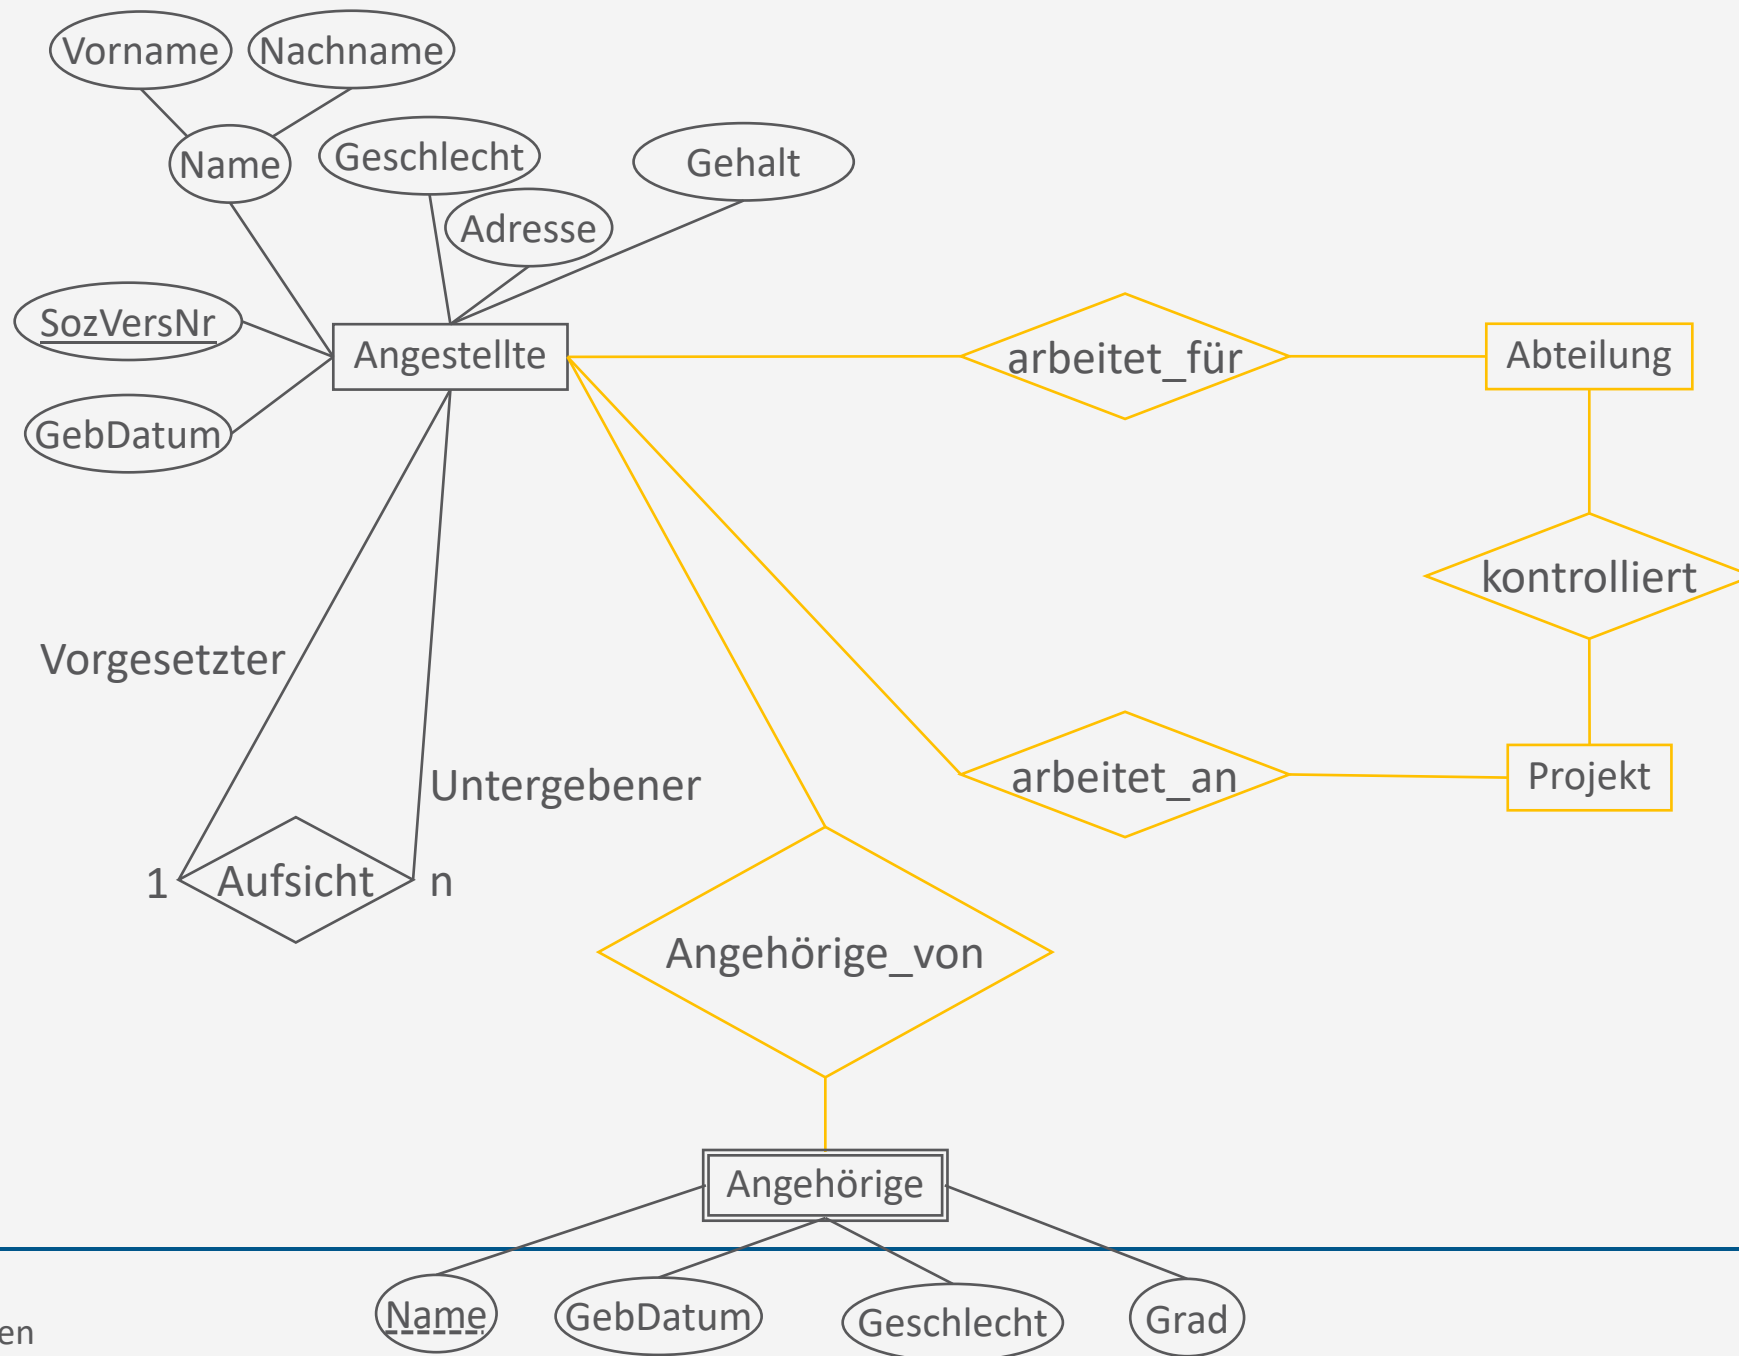 Vorname
Nachname
Name
Geschlecht
Gehalt
Adresse
SozVersNr
Angestellte
arbeitet_für
Abteilung
GebDatum
kontrolliert
Vorgesetzter
Untergebener
arbeitet_an
Projekt
1
Aufsicht
n
Angehörige_von
Angehörige
Name
GebDatum
Geschlecht
Grad
en